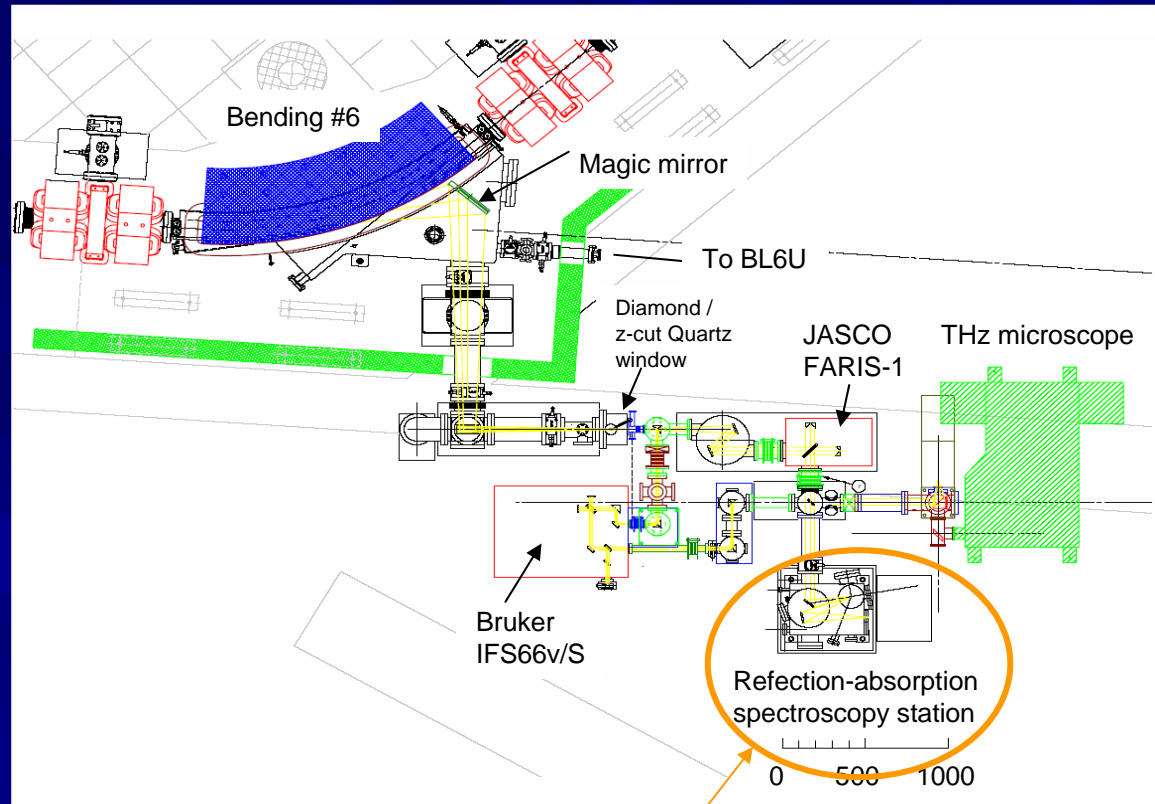 Bending #6
Magic mirror
To BL6U
Diamond /
z-cut Quartz
window
JASCO
FARIS-1
THz microscope
Bruker
IFS66v/S
Refection-absorption
spectroscopy station
0 500 1000